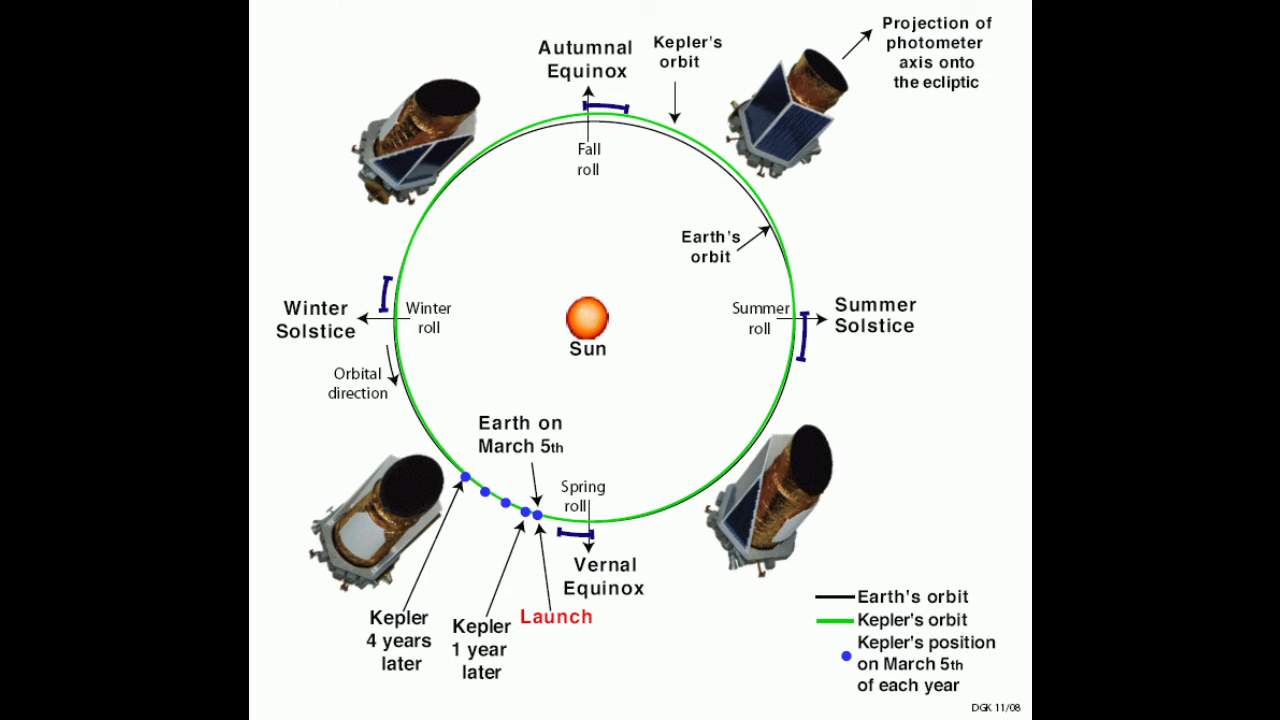 Projection of
photometer
axis onto
the ecliptic
Autumnal
Equinox
Kepler's
orbit
Fall
roll
Earth's
orbit
Winter
Solstice
Winter
roll
Summer
roll
Summer
Solstice
Sun
Orbital
direction
Earth on
March 5th
Spring
roll
Vernal
Equinox
Launch
Kepler
4 years
later
Kepler
1 year
later
Earth's orbit
Kepler's orbit
Kepler's position
on March 5th
of each year
DGK 11/08